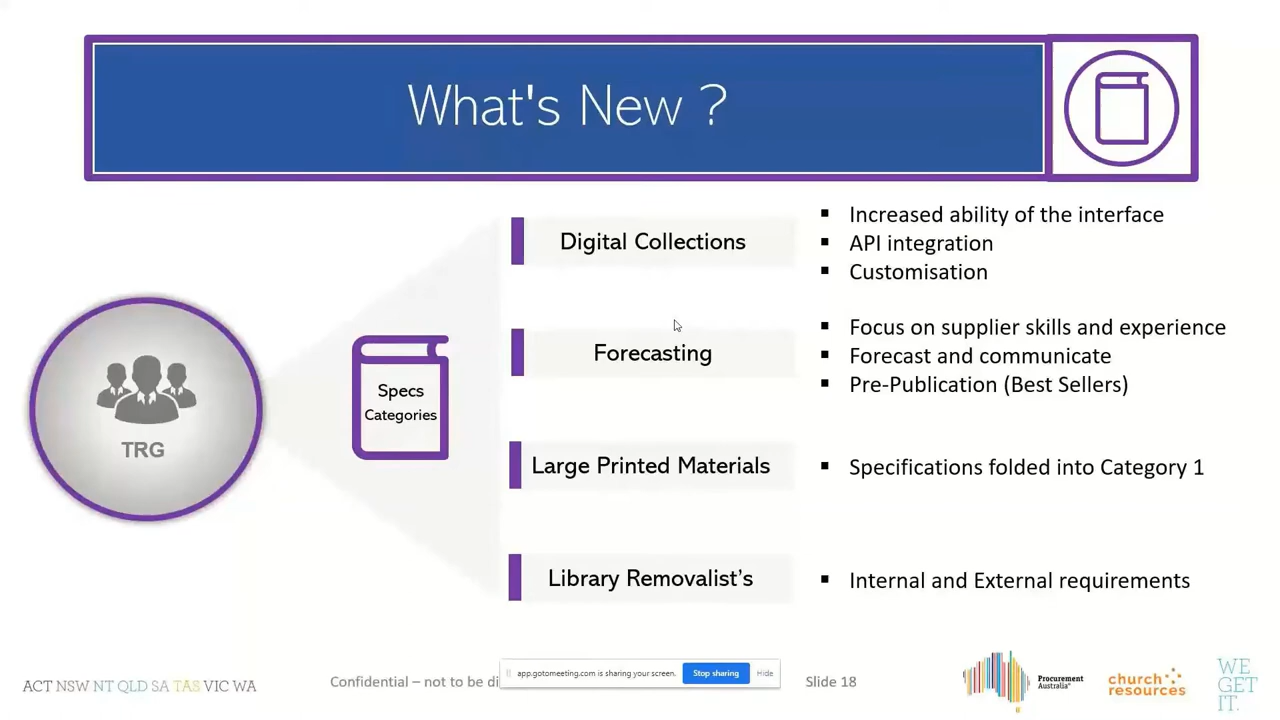 What's New ?
Digital Collections
Increased ability of the interface
API integration
Customisation
Forecasting
Focus on supplier skills and experience
Forecast and communicate
Pre-Publication (Best Sellers)
TRG
Specs
Categories
Large Printed Materials
Specifications folded into Category 1
Library Removalist's
Internal and External requirements
ACT NSW NT QLD SA TAS VIC WA
Confidential – not to be di
app.gotomeeting.com is sharing your screen.
Stop sharing
Hide
Slide 18
Procurement
Australia
church
resources
WE
GET
IT.